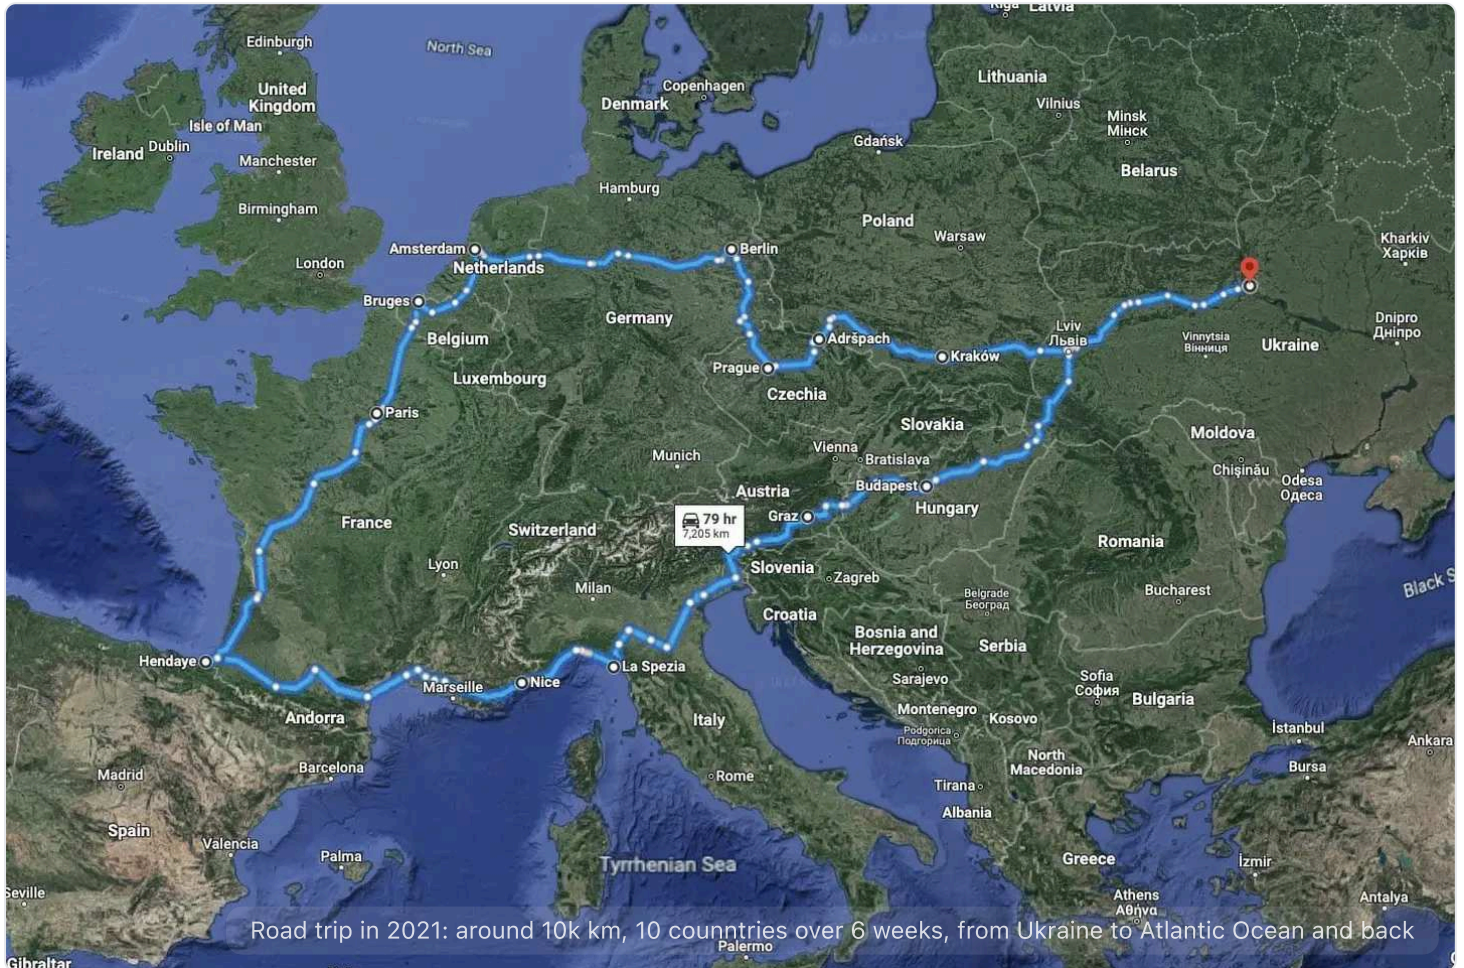 Riga
Latvia
Edinburgh
North Sea
Lithuania
United
Kingdom
Copenhagen
Denmark
Vilnius
Minsk
Мінск
Isle of Man
Ireland
Dublin
Gdańsk
Manchester
Belarus
Hamburg
Birmingham
Poland
Warsaw
Kharkiv
Харків
Amsterdam
Berlin
London
Netherlands
Bruges
Germany
Dnipro
Дніпро
Lviv
Львів
Belgium
Adršpach
Vinnytsia
Вінниця
Ukraine
Kraków
Prague
Luxembourg
Czechia
Paris
Slovakia
Moldova
Vienna
Munich
Bratislava
Chișinău
Odesa
Одеса
Budapest
Austria
Hungary
Graz
79 hr
7,205 km
France
Switzerland
Romania
Lyon
Slovenia
Zagreb
Milan
Belgrade
Београд
Bucharest
Black S
Croatia
Bosnia and
Herzegovina
Serbia
Hendaye
La Spezia
Nice
Marseille
Sarajevo
Sofia
София
Bulgaria
Andorra
Italy
Montenegro
Kosovo
Podgorica
Подгорица
İstanbul
Ankara
North
Macedonia
Barcelona
Madrid
Rome
Bursa
Tirana
Albania
Spain
Valencia
Palma
Tyrrhenian Sea
Greece
İzmir
Seville
Athens
Αθήνα
Antalya
Road trip in 2021: around 10k km, 10 counntries over 6 weeks, from Ukraine to Atlantic Ocean and back
Palermo
Gibraltar